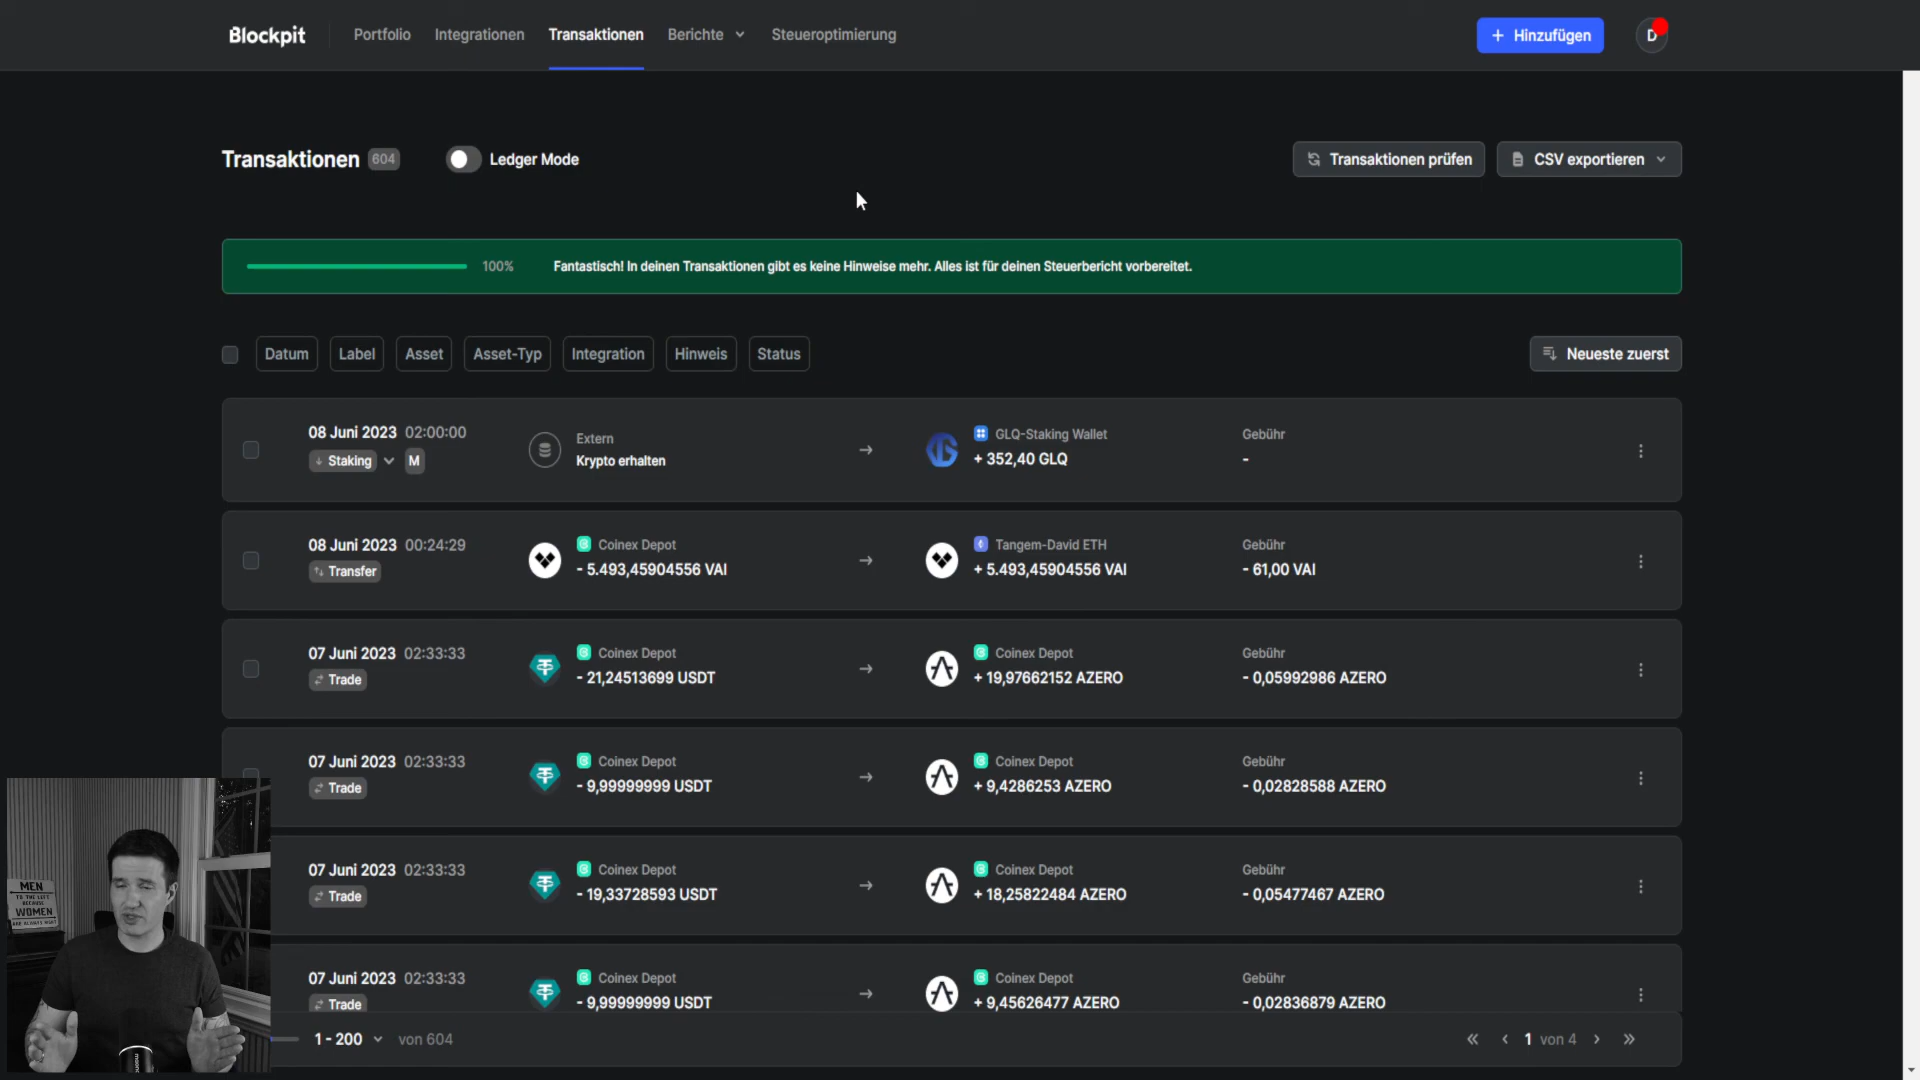 Blockpit
Portfolio
Integrationen
Transaktionen
Berichte
Steueroptimierung
+ Hinzufügen
D
Transaktionen 604
Ledger Mode
Transaktionen prüfen
CSV exportieren
100%
Fantastisch! In deinen Transaktionen gibt es keine Hinweise mehr. Alles ist für deinen Steuerbericht vorbereitet.
Datum
Label
Asset
Asset-Typ
Integration
Hinweis
Status
Neueste zuerst
08 Juni 2023 02:00:00
Staking
M
Extern
Krypto erhalten
GLQ-Staking Wallet
+ 352,40 GLQ
Gebühr
-
08 Juni 2023 00:24:29
Transfer
Coinex Depot
- 5.493,45904556 VAI
Tangem-David ETH
+ 5.493,45904556 VAI
Gebühr
- 61,00 VAI
07 Juni 2023 02:33:33
Trade
Coinex Depot
- 21,24513699 USDT
Coinex Depot
+ 19,97662152 AZERO
Gebühr
- 0,05992986 AZERO
07 Juni 2023 02:33:33
Trade
Coinex Depot
- 9,99999999 USDT
Coinex Depot
+ 9,4286253 AZERO
Gebühr
- 0,02828588 AZERO
07 Juni 2023 02:33:33
Trade
Coinex Depot
- 19,33728593 USDT
Coinex Depot
+ 18,25822484 AZERO
Gebühr
- 0,05477467 AZERO
07 Juni 2023 02:33:33
Trade
Coinex Depot
- 9,99999999 USDT
Coinex Depot
+ 9,45626477 AZERO
Gebühr
- 0,02836879 AZERO
1 - 200
von 604
1 von 4
MEN
TO THE LEFT
BECAUSE
WOMEN
ARE ALWAYS RIGHT